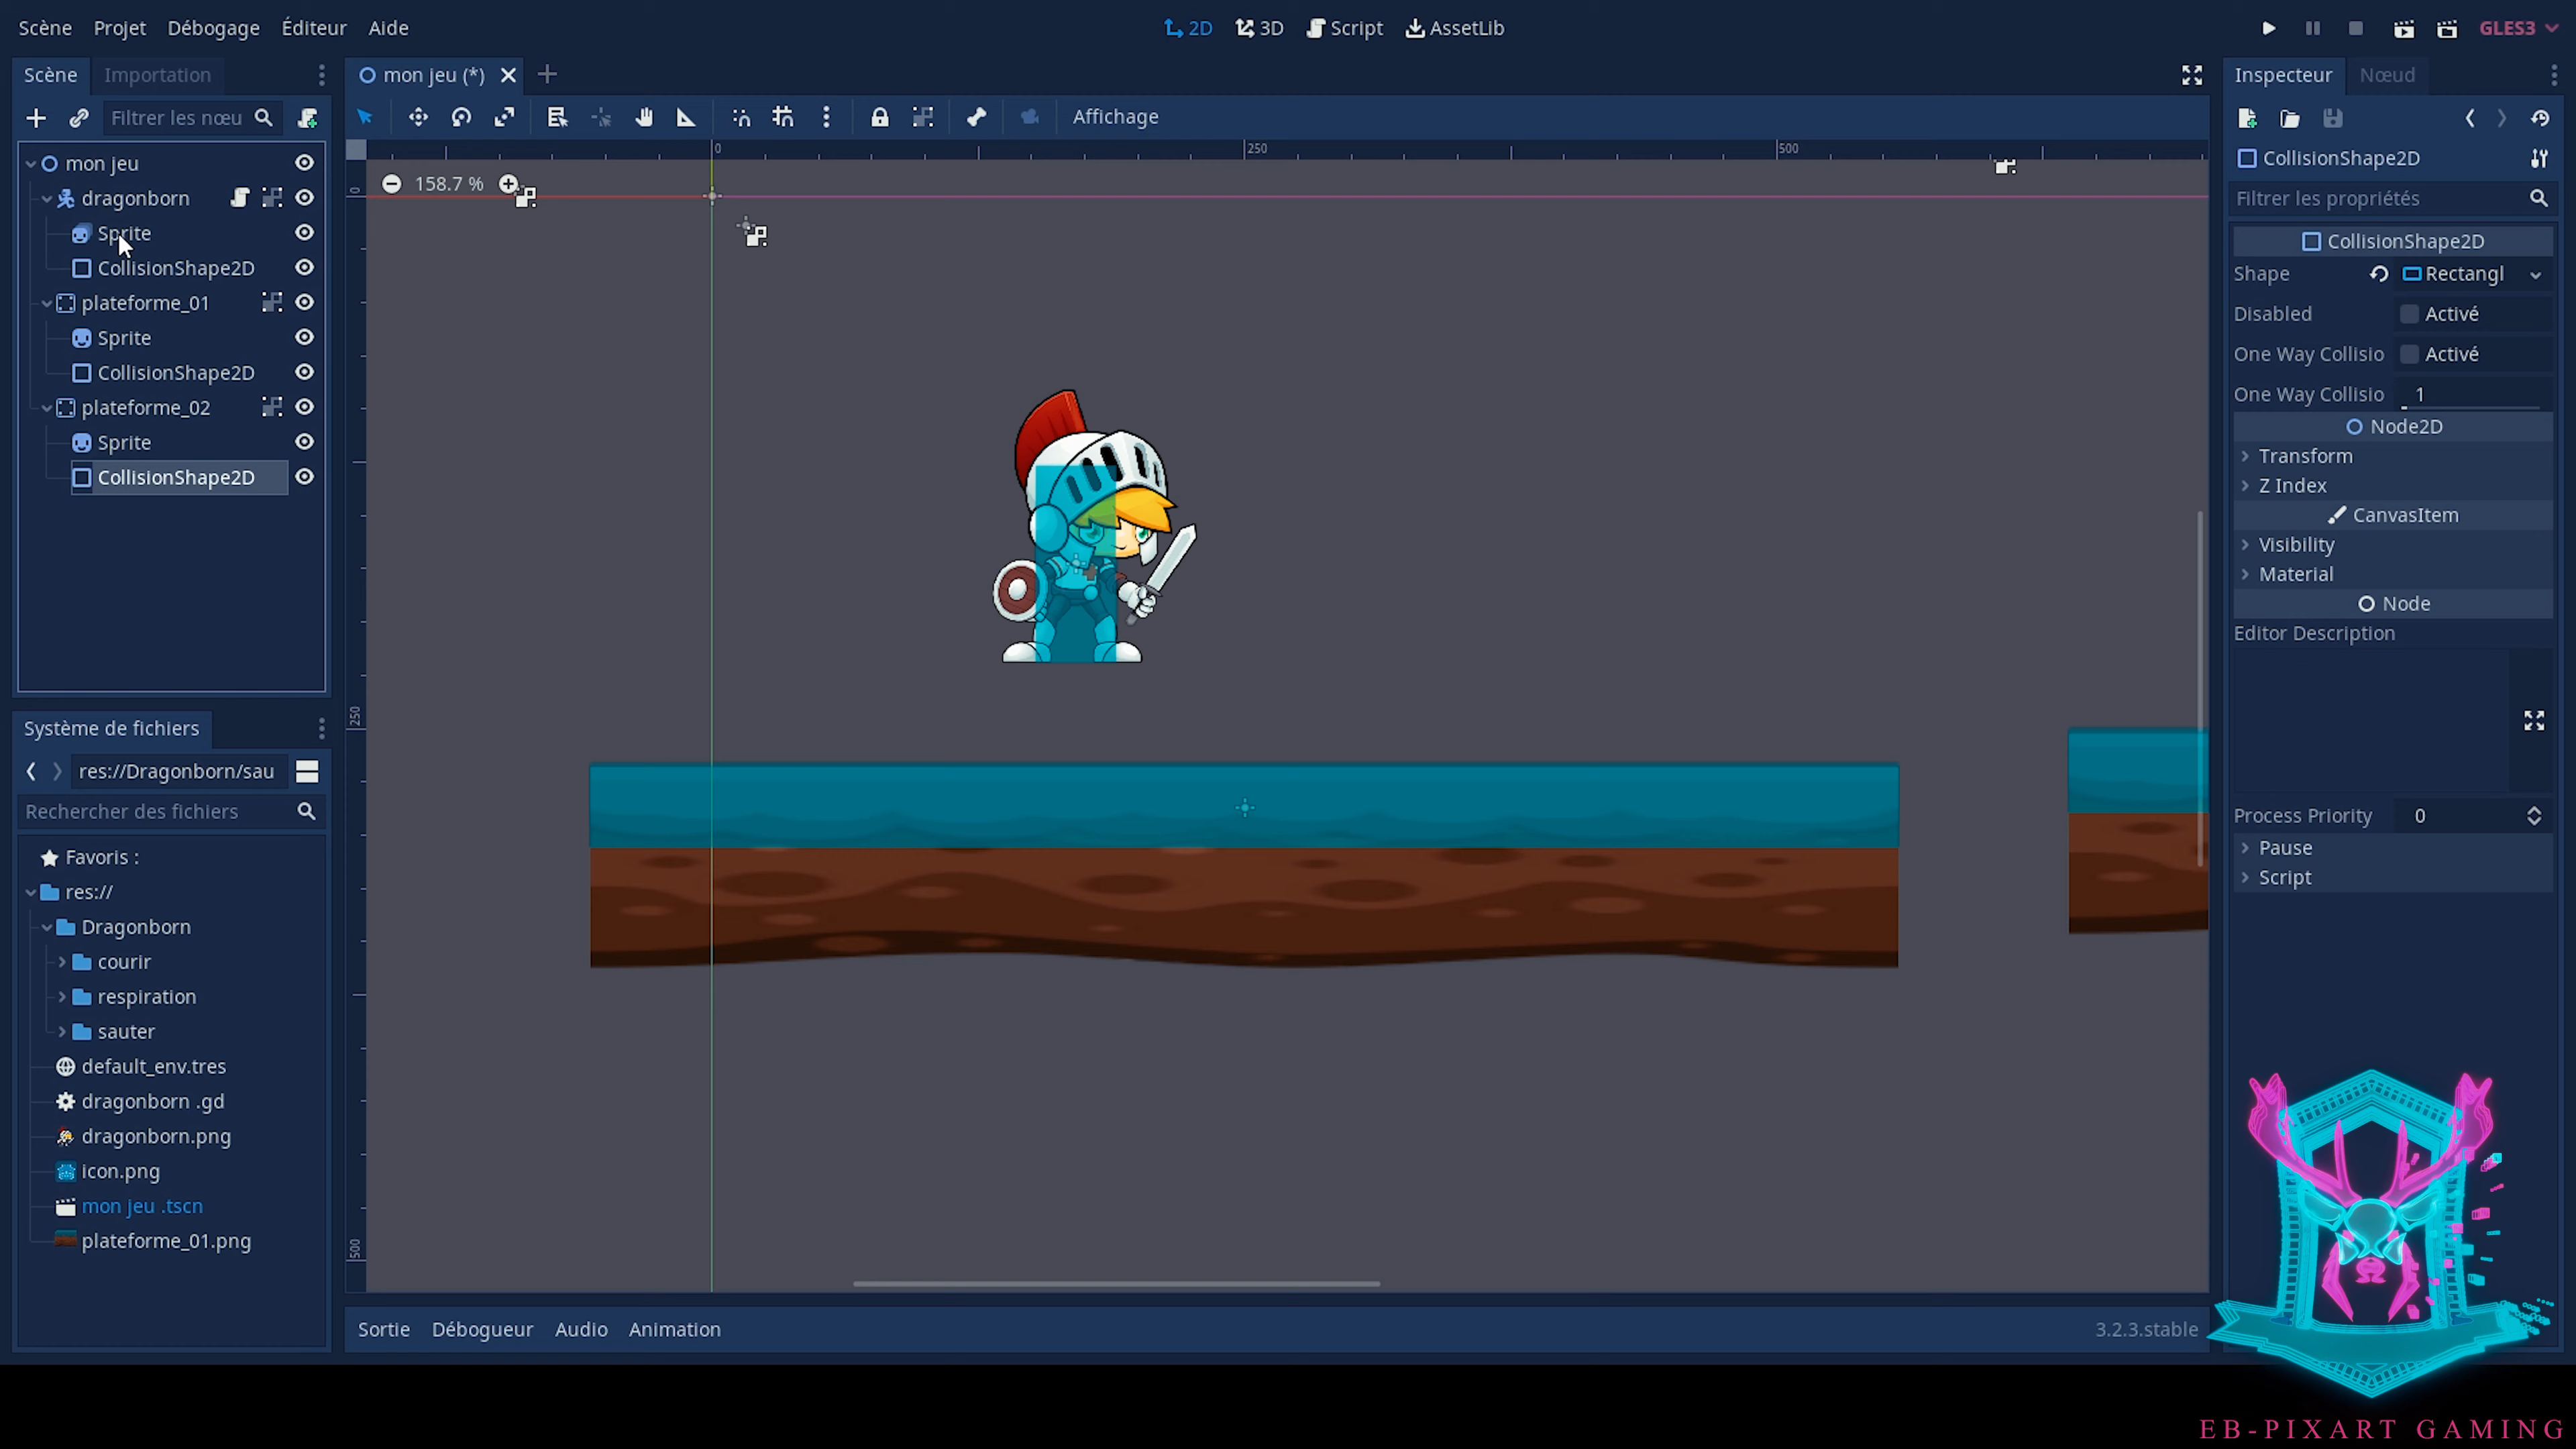 Scène Projet Débogage Éditeur Aide 2D 3D Script AssetLib GLES3
Scène Importation mon jeu (*) Inspecteur Nœud
Filtrer les nœu Affichage
mon jeu
dragonborn
Sprite
CollisionShape2D
plateforme_01
Sprite
CollisionShape2D
plateforme_02
Sprite
CollisionShape2D
Système de fichiers
res://Dragonborn/sau
Rechercher des fichiers
Favoris :
res://
Dragonborn
courir
respiration
sauter
default_env.tres
dragonborn .gd
dragonborn.png
icon.png
mon jeu .tscn
plateforme_01.png
0 250 500
158.7 %
0
250
500
Sortie Débogueur Audio Animation 3.2.3.stable
CollisionShape2D
Filtrer les propriétés
CollisionShape2D
Shape Rectangl
Disabled Activé
One Way Collisio Activé
One Way Collisio 1
Node2D
Transform
Z Index
CanvasItem
Visibility
Material
Node
Editor Description
Process Priority 0
Pause
Script
EB-PIXART GAMING